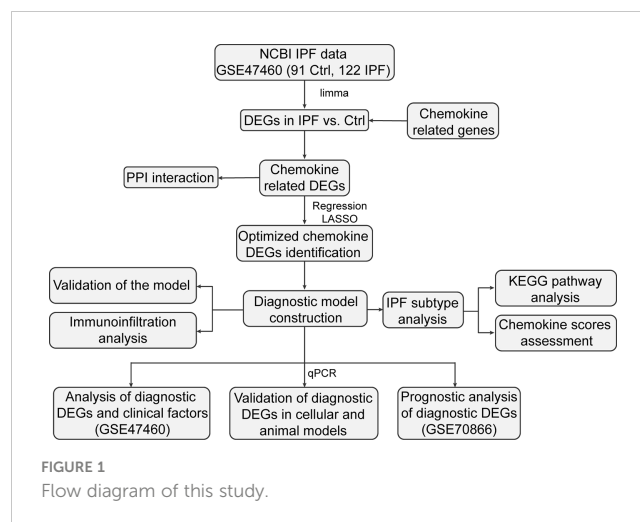 NCBI IPF data
GSE47460 (91 Ctrl, 122 IPF)
limma
DEGs in IPF vs. Ctrl
Chemokine
related genes
PPI interaction
Chemokine
related DEGs
Regression
LASSO
Optimized chemokine
DEGs identification
Validation of the model
Immunoinfiltration
analysis
Diagnostic model
construction
IPF subtype
analysis
KEGG pathway
analysis
Chemokine scores
assessment
qPCR
Analysis of diagnostic
DEGs and clinical factors
(GSE47460)
Validation of diagnostic
DEGs in cellular and
animal models
Prognostic analysis
of diagnostic DEGs
(GSE70866)
FIGURE 1
Flow diagram of this study.